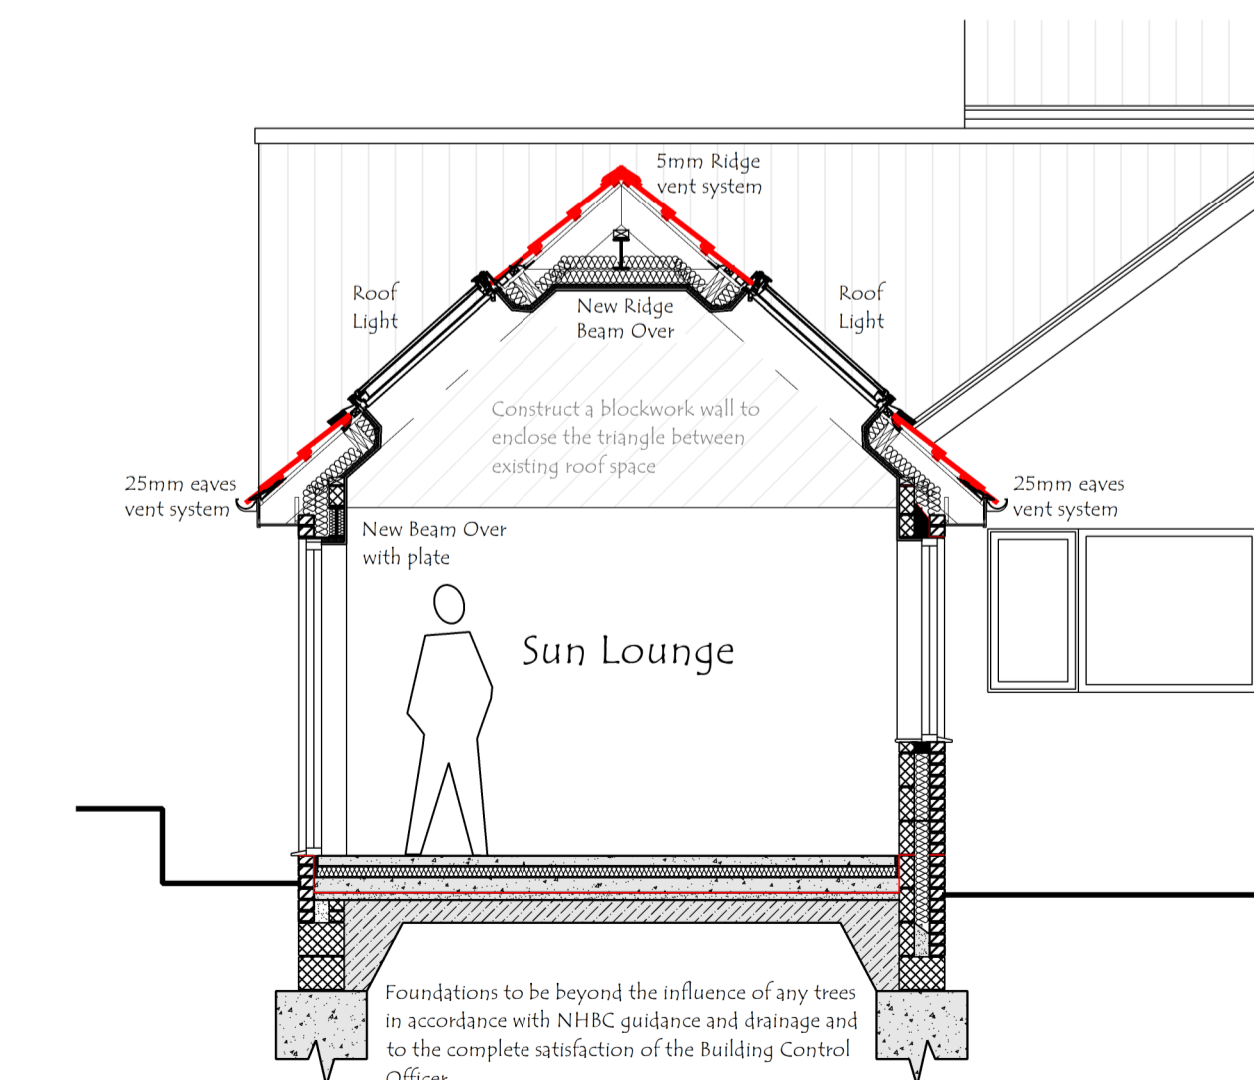 5mm Ridge
vent system
Roof
Light
Roof
Light
New Ridge
Beam Over
Construct a blockwork wall to
enclose the triangle between
existing roof space
25mm eaves
vent system
25mm eaves
vent system
New Beam Over
with plate
Sun Lounge
Foundations to be beyond the influence of any trees
in accordance with NHBC guidance and drainage and
to the complete satisfaction of the Building Control
Officer